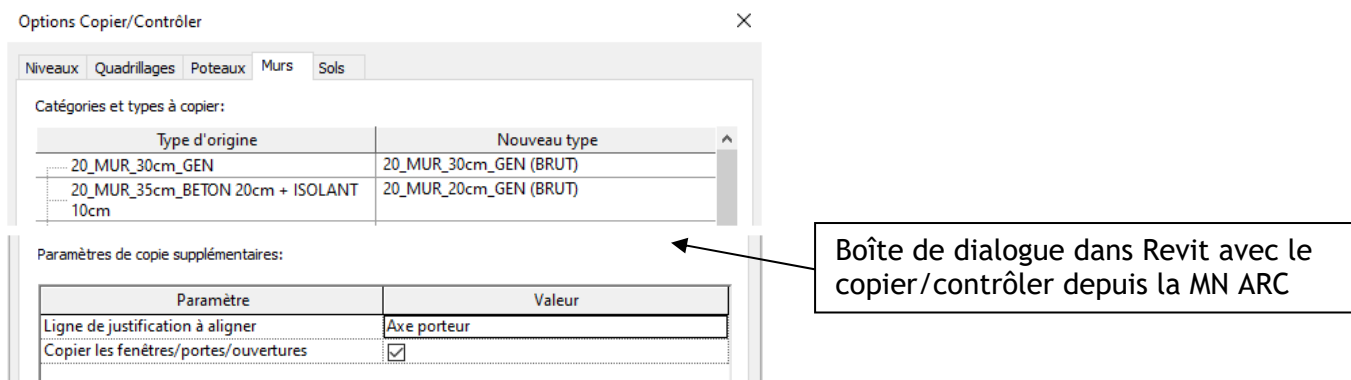 Options Copier/Contrôler
Niveaux Quadrillages Poteaux Murs Sols
Catégories et types à copier:
Type d'origine Nouveau type
20_MUR_30cm_GEN 20_MUR_30cm_GEN (BRUT)
20_MUR_35cm_BETON 20cm + ISOLANT 20_MUR_20cm_GEN (BRUT)
10cm
Paramètres de copie supplémentaires:
Paramètre Valeur
Ligne de justification à aligner Axe porteur
Copier les fenêtres/portes/ouvertures
Boîte de dialogue dans Revit avec le
copier/contrôler depuis la MN ARC